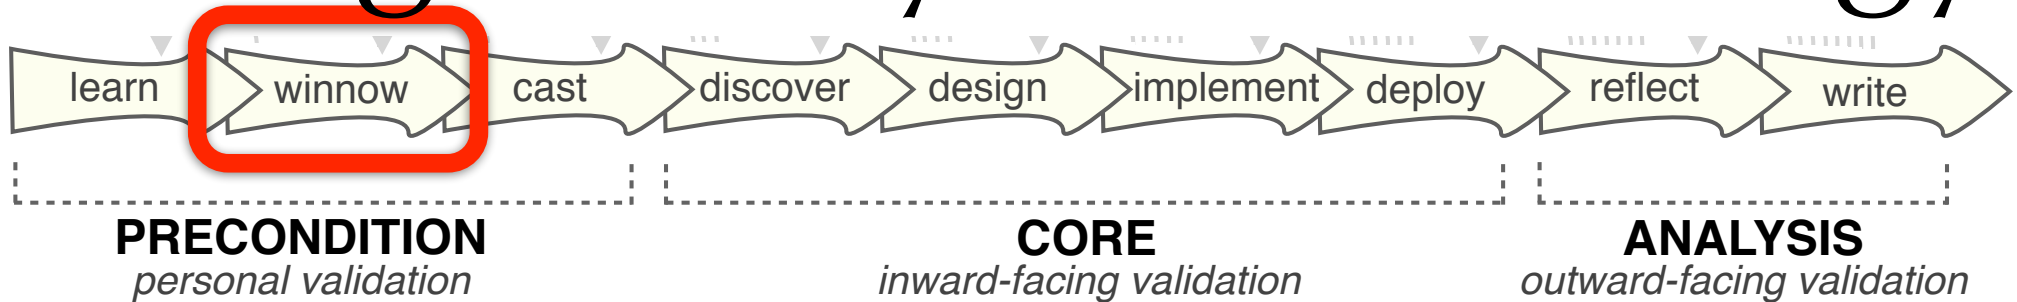 learn winnow cast discover design implement deploy reflect write
PRECONDITION CORE ANALYSIS
personal validation inward-facing validation outward-facing validation